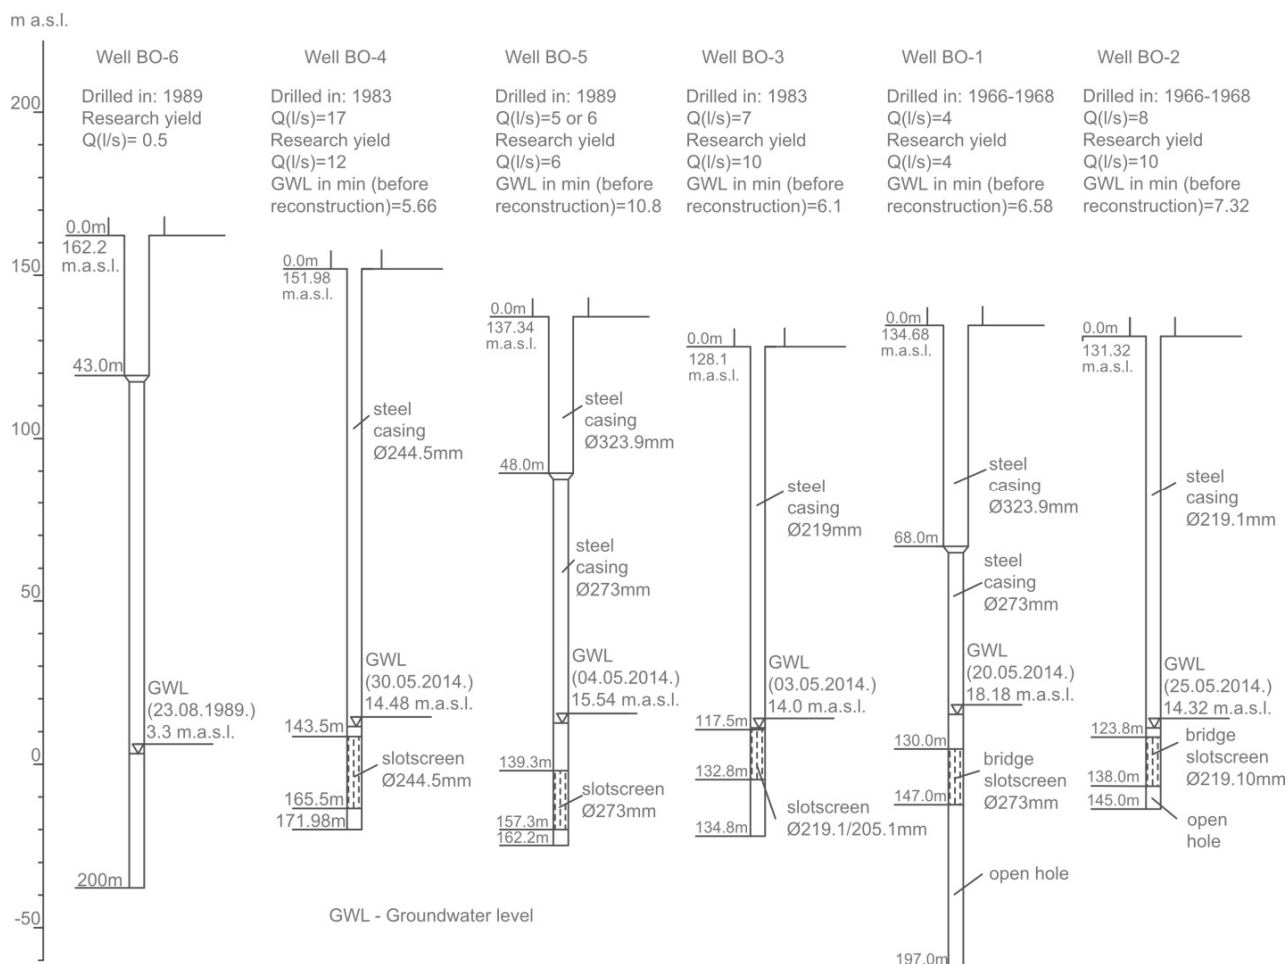 m a.s.l.
200
150
100
50
0
-50
Well BO-6
Drilled in: 1989
Research yield
Q(l/s)= 0.5
0.0m
162.2
m.a.s.l.
43.0m
GWL
(23.08.1989.)
3.3 m.a.s.l.
200m
Well BO-4
Drilled in: 1983
Q(l/s)=17
Research yield
Q(l/s)=12
GWL in min (before
reconstruction)=5.66
0.0m
151.98
m.a.s.l.
steel
casing
Ø244.5mm
GWL
(30.05.2014.)
14.48 m.a.s.l.
143.5m
slotscreen
Ø244.5mm
165.5m
171.98m
Well BO-5
Drilled in: 1989
Q(l/s)=5 or 6
Research yield
Q(l/s)=6
GWL in min (before
reconstruction)=10.8
0.0m
137.34
m.a.s.l.
steel
casing
Ø323.9mm
48.0m
steel
casing
Ø273mm
GWL
(04.05.2014.)
15.54 m.a.s.l.
139.3m
slotscreen
Ø273mm
157.3m
162.2m
Well BO-3
Drilled in: 1983
Q(l/s)=7
Research yield
Q(l/s)=10
GWL in min (before
reconstruction)=6.1
0.0m
128.1
m.a.s.l.
steel
casing
Ø219mm
GWL
(03.05.2014.)
14.0 m.a.s.l.
117.5m
132.8m
slotscreen
Ø219.1/205.1mm
134.8m
Well BO-1
Drilled in: 1966-1968
Q(l/s)=4
Research yield
Q(l/s)=4
GWL in min (before
reconstruction)=6.58
0.0m
134.68
m.a.s.l.
steel
casing
Ø323.9mm
68.0m
steel
casing
Ø273mm
GWL
(20.05.2014.)
18.18 m.a.s.l.
130.0m
bridge
slotscreen
Ø273mm
147.0m
open hole
197.0m
Well BO-2
Drilled in: 1966-1968
Q(l/s)=8
Research yield
Q(l/s)=10
GWL in min (before
reconstruction)=7.32
0.0m
131.32
m.a.s.l.
steel
casing
Ø219.1mm
GWL
(25.05.2014.)
14.32 m.a.s.l.
123.8m
bridge
slotscreen
Ø219.10mm
138.0m
145.0m
open
hole
GWL - Groundwater level